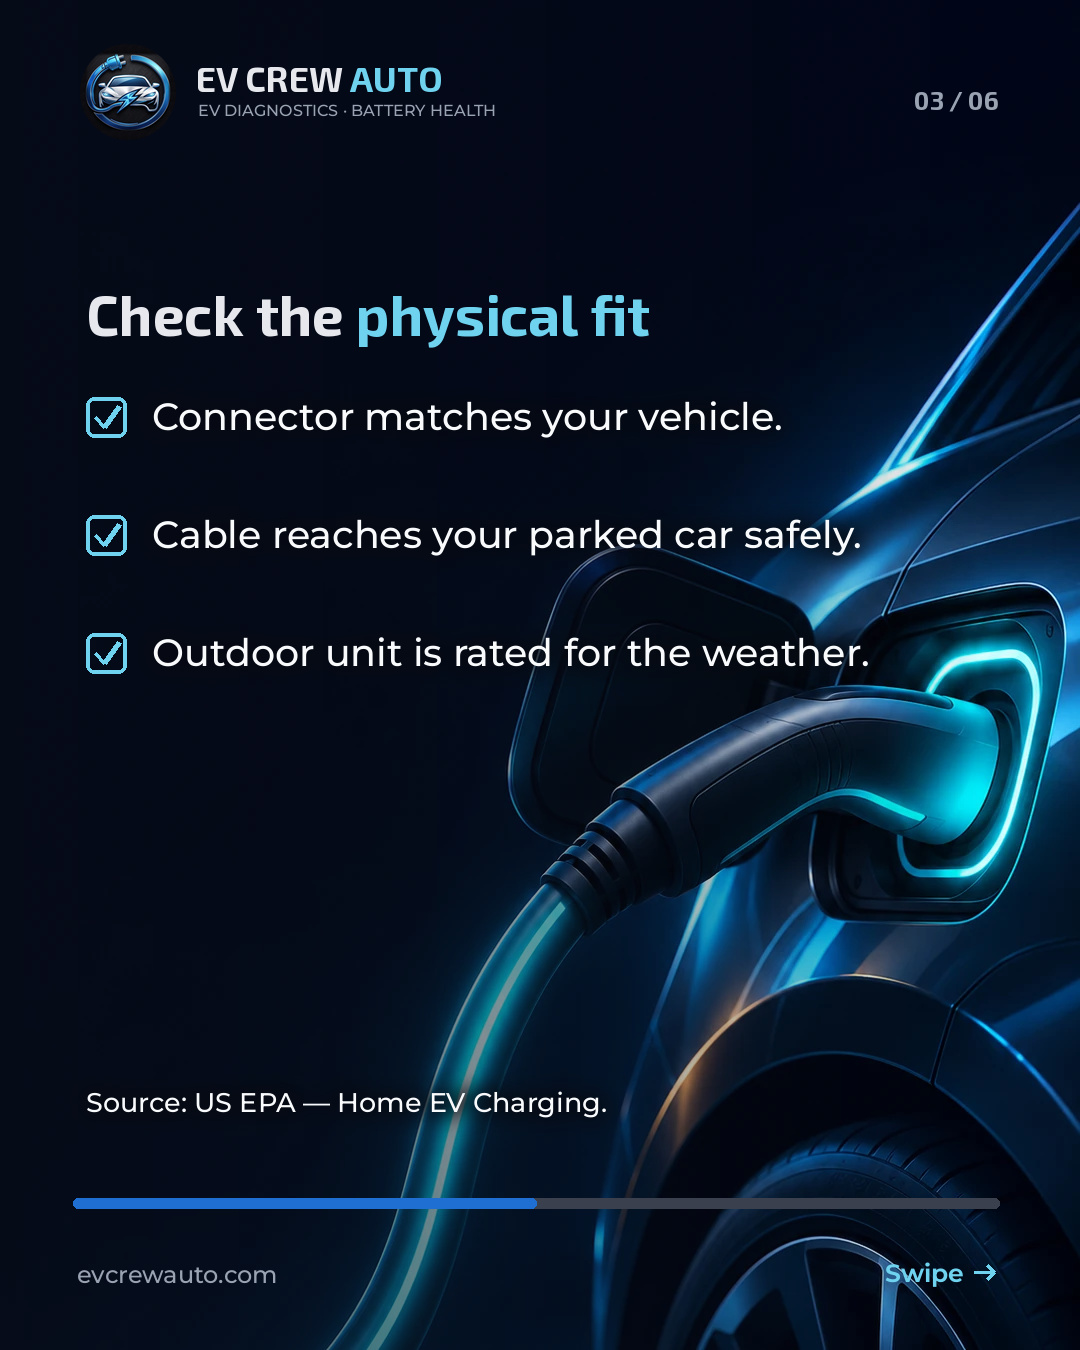 EV CREW AUTO
EV DIAGNOSTICS · BATTERY HEALTH
03 / 06
Check the physical fit
Connector matches your vehicle.
Cable reaches your parked car safely.
Outdoor unit is rated for the weather.
Source: US EPA — Home EV Charging.
evcrewauto.com
Swipe →